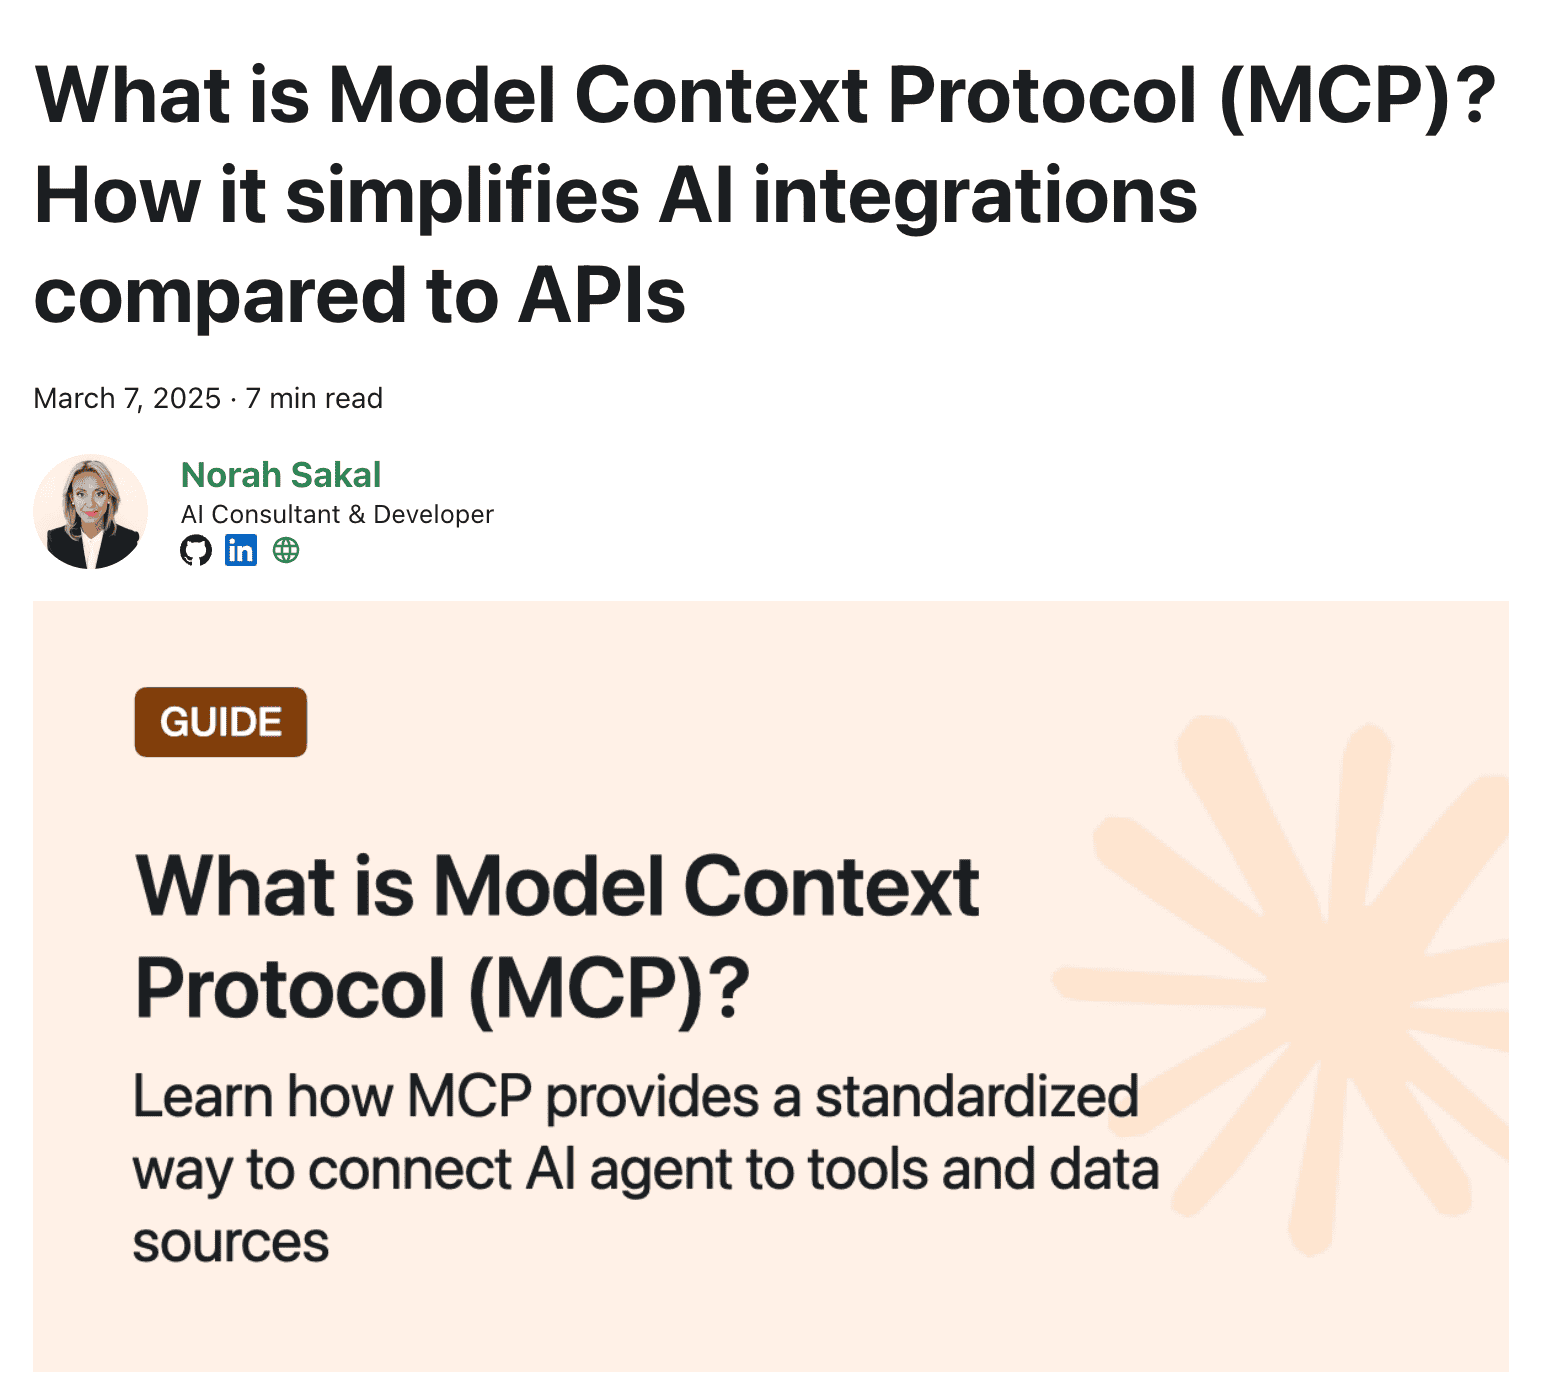 What is Model Context Protocol (MCP)?
How it simplifies AI integrations
compared to APIs
March 7, 2025 · 7 min read
Norah Sakal
AI Consultant & Developer
in
GUIDE
What is Model Context
Protocol (MCP)?
Learn how MCP provides a standardized
way to connect AI agent to tools and data
sources